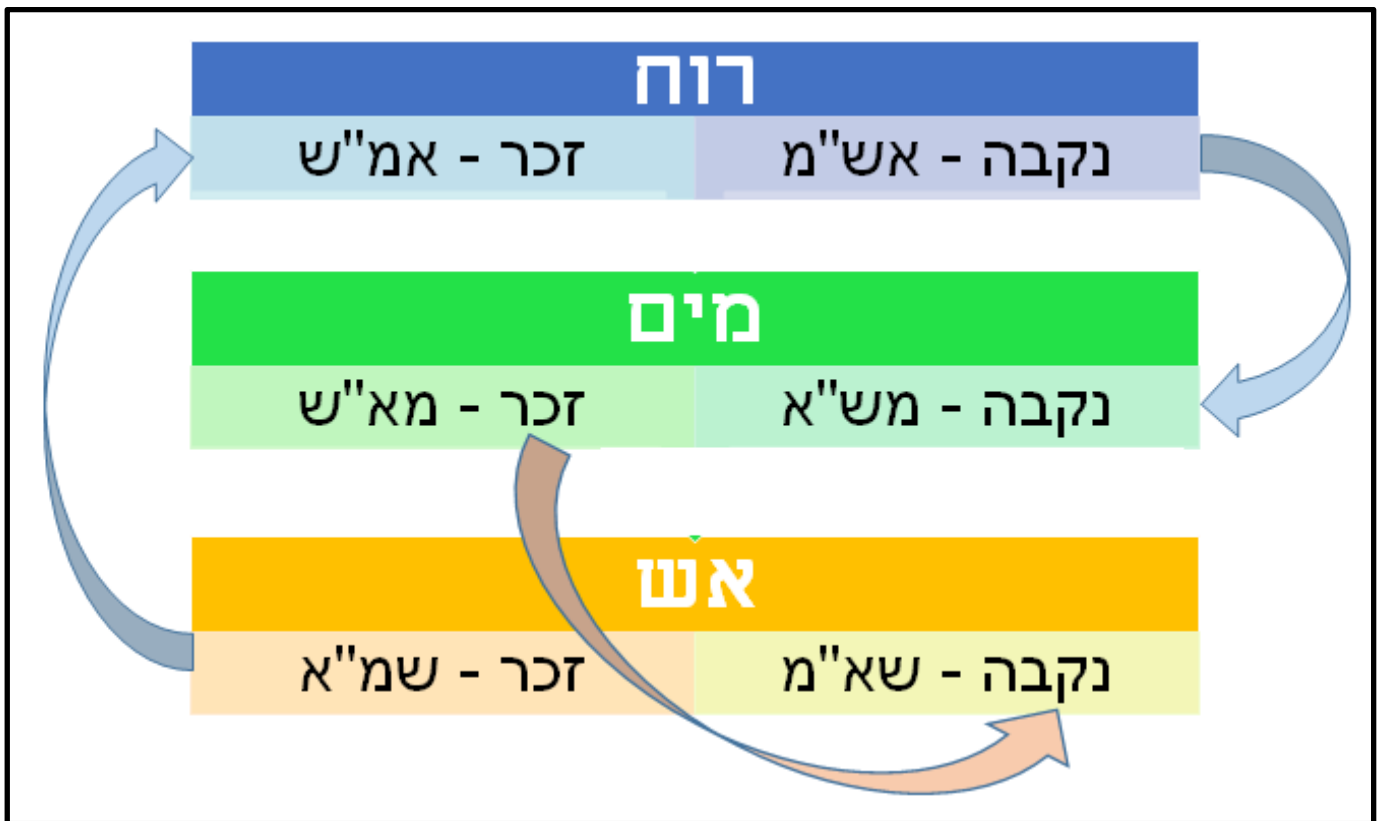 רוח
נקבה - אש"מ
זכר - אמ"ש
מים
נקבה - מש"א
זכר - מא"ש
אש
נקבה - שא"מ
זכר - שמ"א